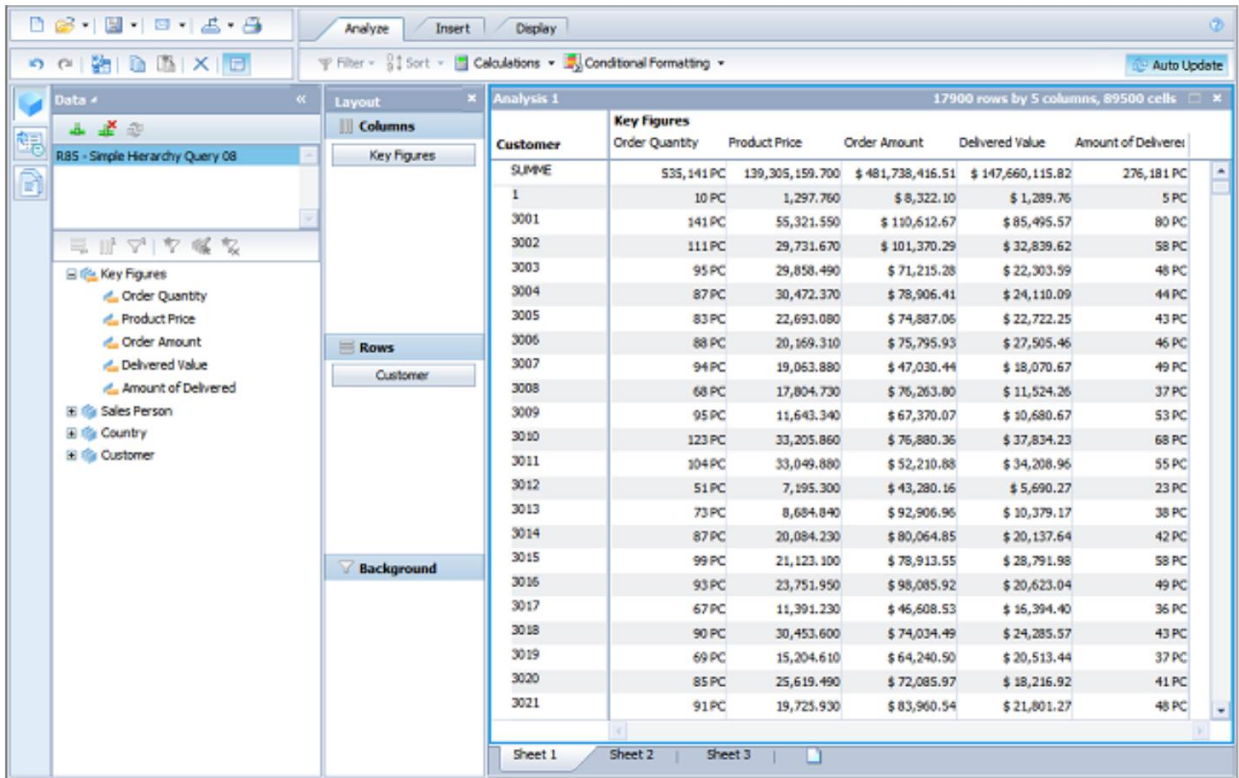 Analyze Insert Display
Filter Sort Calculations Conditional Formatting Auto Update
Data
R85 - Simple Hierarchy Query 08
Key Figures
Order Quantity
Product Price
Order Amount
Delivered Value
Amount of Delivered
Sales Person
Country
Customer
Layout
Columns
Key Figures
Rows
Customer
Background
Analysis 1 17900 rows by 5 columns, 89500 cells
Key Figures
Customer Order Quantity Product Price Order Amount Delivered Value Amount of Deliverec
SUMME 535,141 PC 139,305,159.700 $ 481,738,416.51 $ 147,660,115.82 276,181 PC
1 10 PC 1,297.760 $ 8,322.10 $ 1,289.76 5 PC
3001 141 PC 55,321.550 $ 110,612.67 $ 85,495.57 80 PC
3002 111 PC 29,731.670 $ 101,370.29 $ 32,839.62 58 PC
3003 95 PC 29,858.490 $ 71,215.28 $ 22,303.59 48 PC
3004 87 PC 30,472.370 $ 78,906.41 $ 24,110.09 44 PC
3005 83 PC 22,693.080 $ 74,887.06 $ 22,722.25 43 PC
3006 88 PC 20,169.310 $ 75,795.93 $ 27,505.46 46 PC
3007 94 PC 19,063.880 $ 47,030.44 $ 18,070.67 49 PC
3008 68 PC 17,804.730 $ 76,263.80 $ 11,524.26 37 PC
3009 95 PC 11,643.340 $ 67,370.07 $ 10,680.67 53 PC
3010 123 PC 33,205.860 $ 76,880.36 $ 37,834.23 68 PC
3011 104 PC 33,049.880 $ 52,210.88 $ 34,208.96 55 PC
3012 51 PC 7,195.300 $ 43,280.16 $ 5,690.27 23 PC
3013 73 PC 8,684.840 $ 92,906.96 $ 10,379.17 38 PC
3014 87 PC 20,084.230 $ 80,064.85 $ 20,137.64 42 PC
3015 99 PC 21,123.100 $ 78,913.55 $ 28,791.98 58 PC
3016 93 PC 23,751.950 $ 98,085.92 $ 20,623.04 49 PC
3017 67 PC 11,391.230 $ 46,608.53 $ 16,394.40 36 PC
3018 90 PC 30,453.600 $ 74,034.49 $ 24,285.57 43 PC
3019 69 PC 15,204.610 $ 64,240.50 $ 20,513.44 37 PC
3020 85 PC 25,619.490 $ 72,085.97 $ 18,216.92 41 PC
3021 91 PC 19,725.930 $ 83,960.54 $ 21,801.27 48 PC
Sheet 1 Sheet 2 Sheet 3